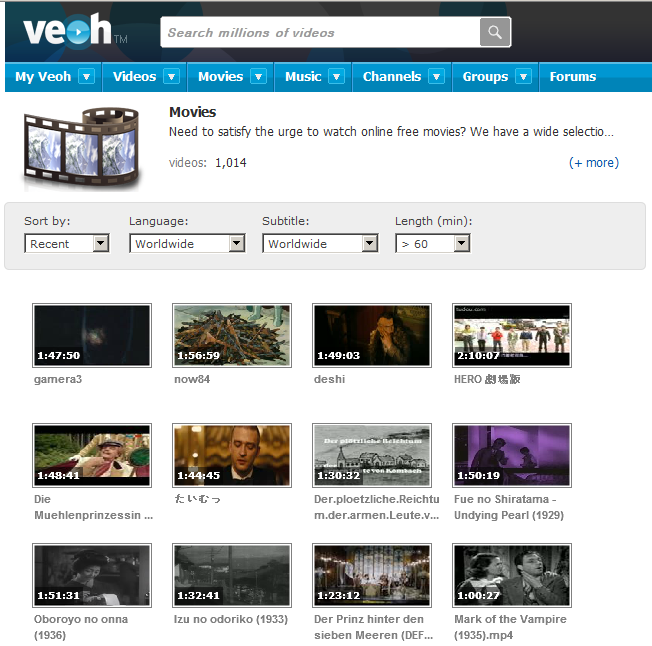 veoh TM
Search millions of videos
My Veoh Videos Movies Music Channels Groups Forums
Movies
Need to satisfy the urge to watch online free movies? We have a wide selectio...
videos: 1,014 (+ more)
Sort by: Language: Subtitle: Length (min):
Recent Worldwide Worldwide > 60
1:47:50 1:56:59 1:49:03 2:10:07
gamera3 now84 deshi HERO 劇場版
Der plötzliche Reichtum
te von Kombach
1:48:41 1:44:45 1:30:32 1:50:19
Die たいむっ Der.ploetzliche.Reichtu Fue no Shiratama -
Muehlenprinzessin ... m.der.armen.Leute.v... Undying Pearl (1929)
1:51:31 1:32:41 1:23:12 1:00:27
Oboroyo no onna Izu no odoriko (1933) Der Prinz hinter den Mark of the Vampire
(1936) sieben Meeren (DEF... (1935).mp4